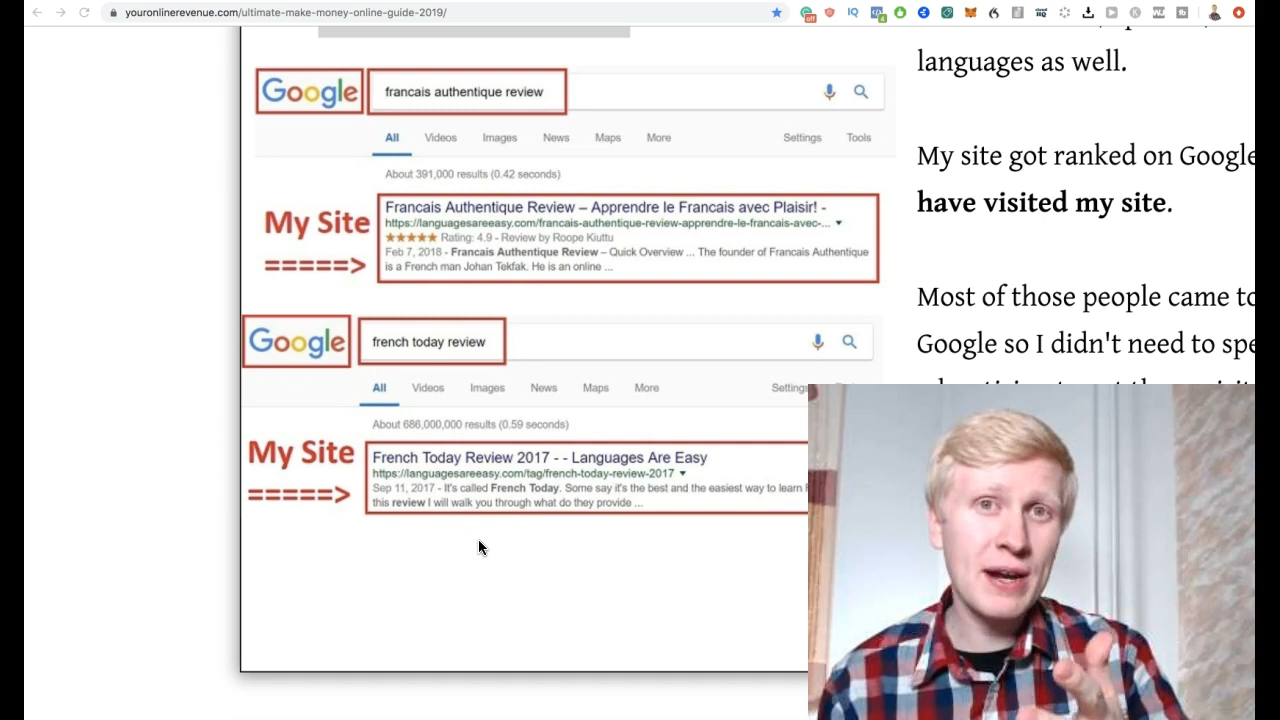 youronlinerevenue.com/ultimate-make-money-online-guide-2019/
languages as well.
My site got ranked on Google
have visited my site.
Most of those people came to
Google so I didn't need to spe
Google
francais authentique review
All Videos Images News Maps More Settings Tools
About 391,000 results (0.42 seconds)
My Site
=====>
Francais Authentique Review – Apprendre le Francais avec Plaisir! -
https://languagesareeasy.com/francais-authentique-review-apprendre-le-francais-avec-...
Rating: 4.9 - Review by Roope Kiuttu
Feb 7, 2018 - Francais Authentique Review – Quick Overview ... The founder of Francais Authentique
is a French man Johan Tekfak. He is an online ...
Google
french today review
All Videos Images News Maps More Settings
About 686,000,000 results (0.59 seconds)
My Site
=====>
French Today Review 2017 - - Languages Are Easy
https://languagesareeasy.com/tag/french-today-review-2017
Sep 11, 2017 - It's called French Today. Some say it's the best and the easiest way to learn
this review I will walk you through what do they provide ...